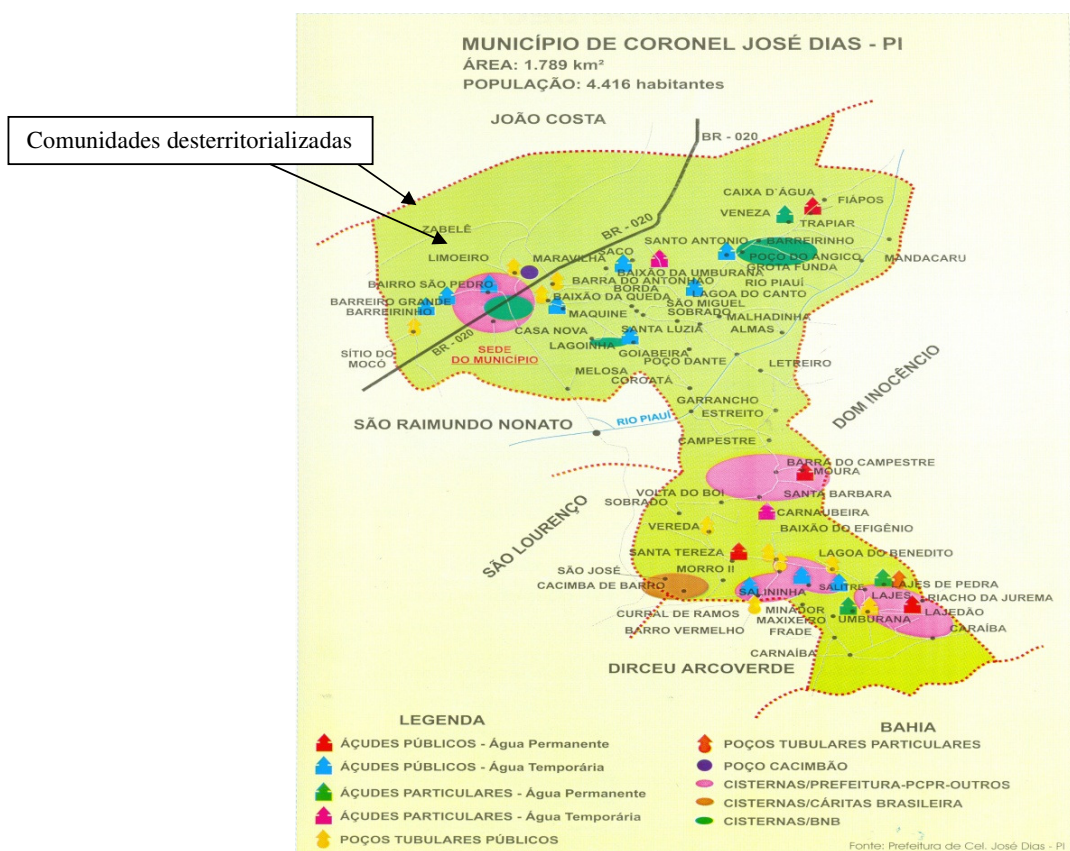 MUNICÍPIO DE CORONEL JOSÉ DIAS - PI
ÁREA: 1.789 km²
POPULAÇÃO: 4.416 habitantes
Comunidades desterritorializadas
JOÃO COSTA
BR - 020
CAIXA D`ÁGUA
FIÁPOS
VENEZA
TRAPIAR
ZABELÊ
BR - 020
SANTO ANTONIO
BARREIRINHO
LIMOEIRO
MARAVILHA
SACO
POÇO DO ANGICO
MANDACARU
BAIXÃO DA UMBURANA
GROTA FUNDA
BAIRRO SÃO PEDRO
BARRA DO ANTONHÃO
RIO PIAUÍ
BORDA
LAGOA DO CANTO
BARREIRO GRANDE
BAIXÃO DA QUEDA
SÃO MIGUEL
BARREIRINHO
MAQUINE
SOBRADO
MALHADINHA
CASA NOVA
SANTA LUZIA
ALMAS
BR - 020
SEDE
DO MUNICÍPIO
LAGOINHA
GOIABEIRA
SÍTIO DO
MOCÓ
POÇO DANTE
LETREIRO
MELOSA
COROATÁ
DOM INOCÊNCIO
GARRANCHO
ESTREITO
SÃO RAIMUNDO NONATO
RIO PIAUÍ
CAMPESTRE
BARRA DO CAMPESTRE
MOURA
VOLTA DO BOI
SANTA BARBARA
SOBRADO
CARNAUBEIRA
SÃO LOURENÇO
VEREDA
BAIXÃO DO EFIGÊNIO
SANTA TEREZA
LAGOA DO BENEDITO
SÃO JOSÉ
MORRO II
CACIMBA DE BARRO
SALININHA
SALITRE
LAJES DE PEDRA
LAJES
RIACHO DA JUREMA
CURRAL DE RAMOS
MINADOR
UMBURANA
LAJEDÃO
MAXIXEIRO
BARRO VERMELHO
FRADE
CARAÍBA
CARNAÍBA
DIRCEU ARCOVERDE
LEGENDA
BAHIA
ÁÇUDES PÚBLICOS - Água Permanente
ÁÇUDES PÚBLICOS - Água Temporária
ÁÇUDES PARTICULARES - Água Permanente
ÁÇUDES PARTICULARES - Água Temporária
POÇOS TUBULARES PÚBLICOS
POÇOS TUBULARES PARTICULARES
POÇO CACIMBÃO
CISTERNAS/PREFEITURA-PCPR-OUTROS
CISTERNAS/CÁRITAS BRASILEIRA
CISTERNAS/BNB
Fonte: Prefeitura de Cel. José Dias - PI